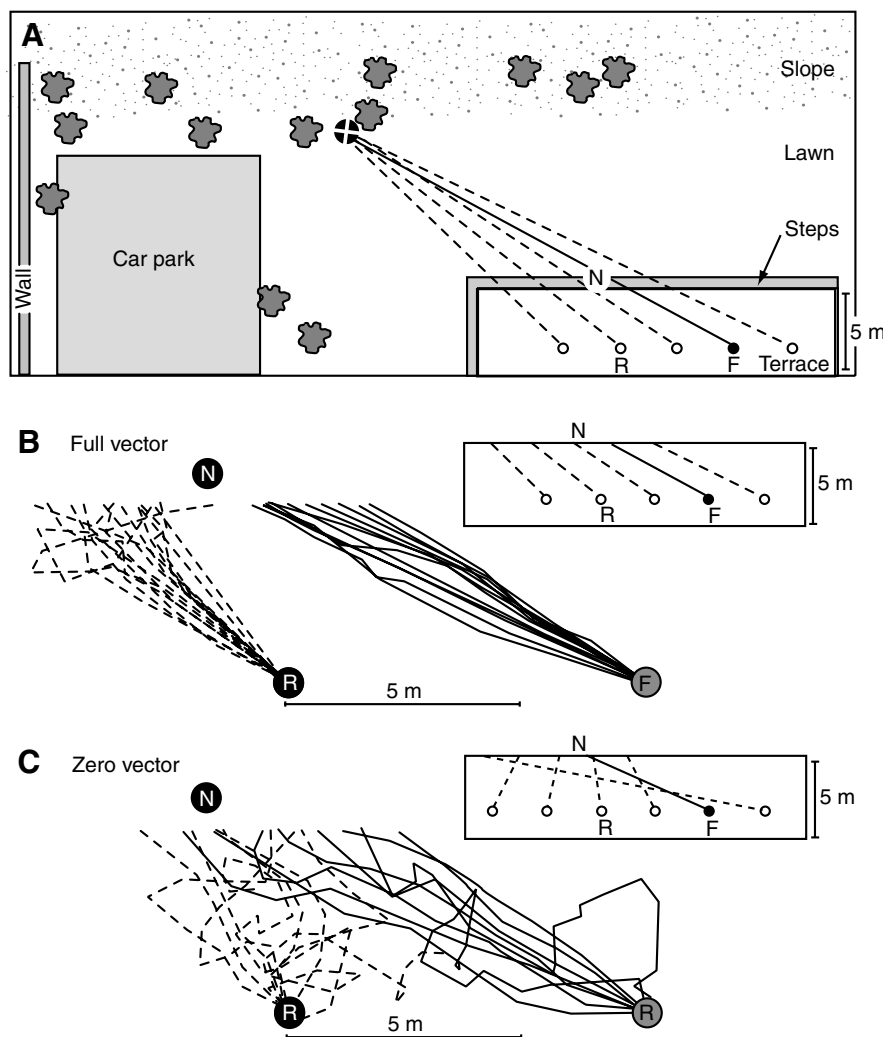 A
Slope
Lawn
Steps
Car park
Wall
N
5 m
Terrace
R
F
B Full vector
N
N
5 m
R
F
R
F
5 m
C Zero vector
N
N
5 m
R
F
R
R
5 m